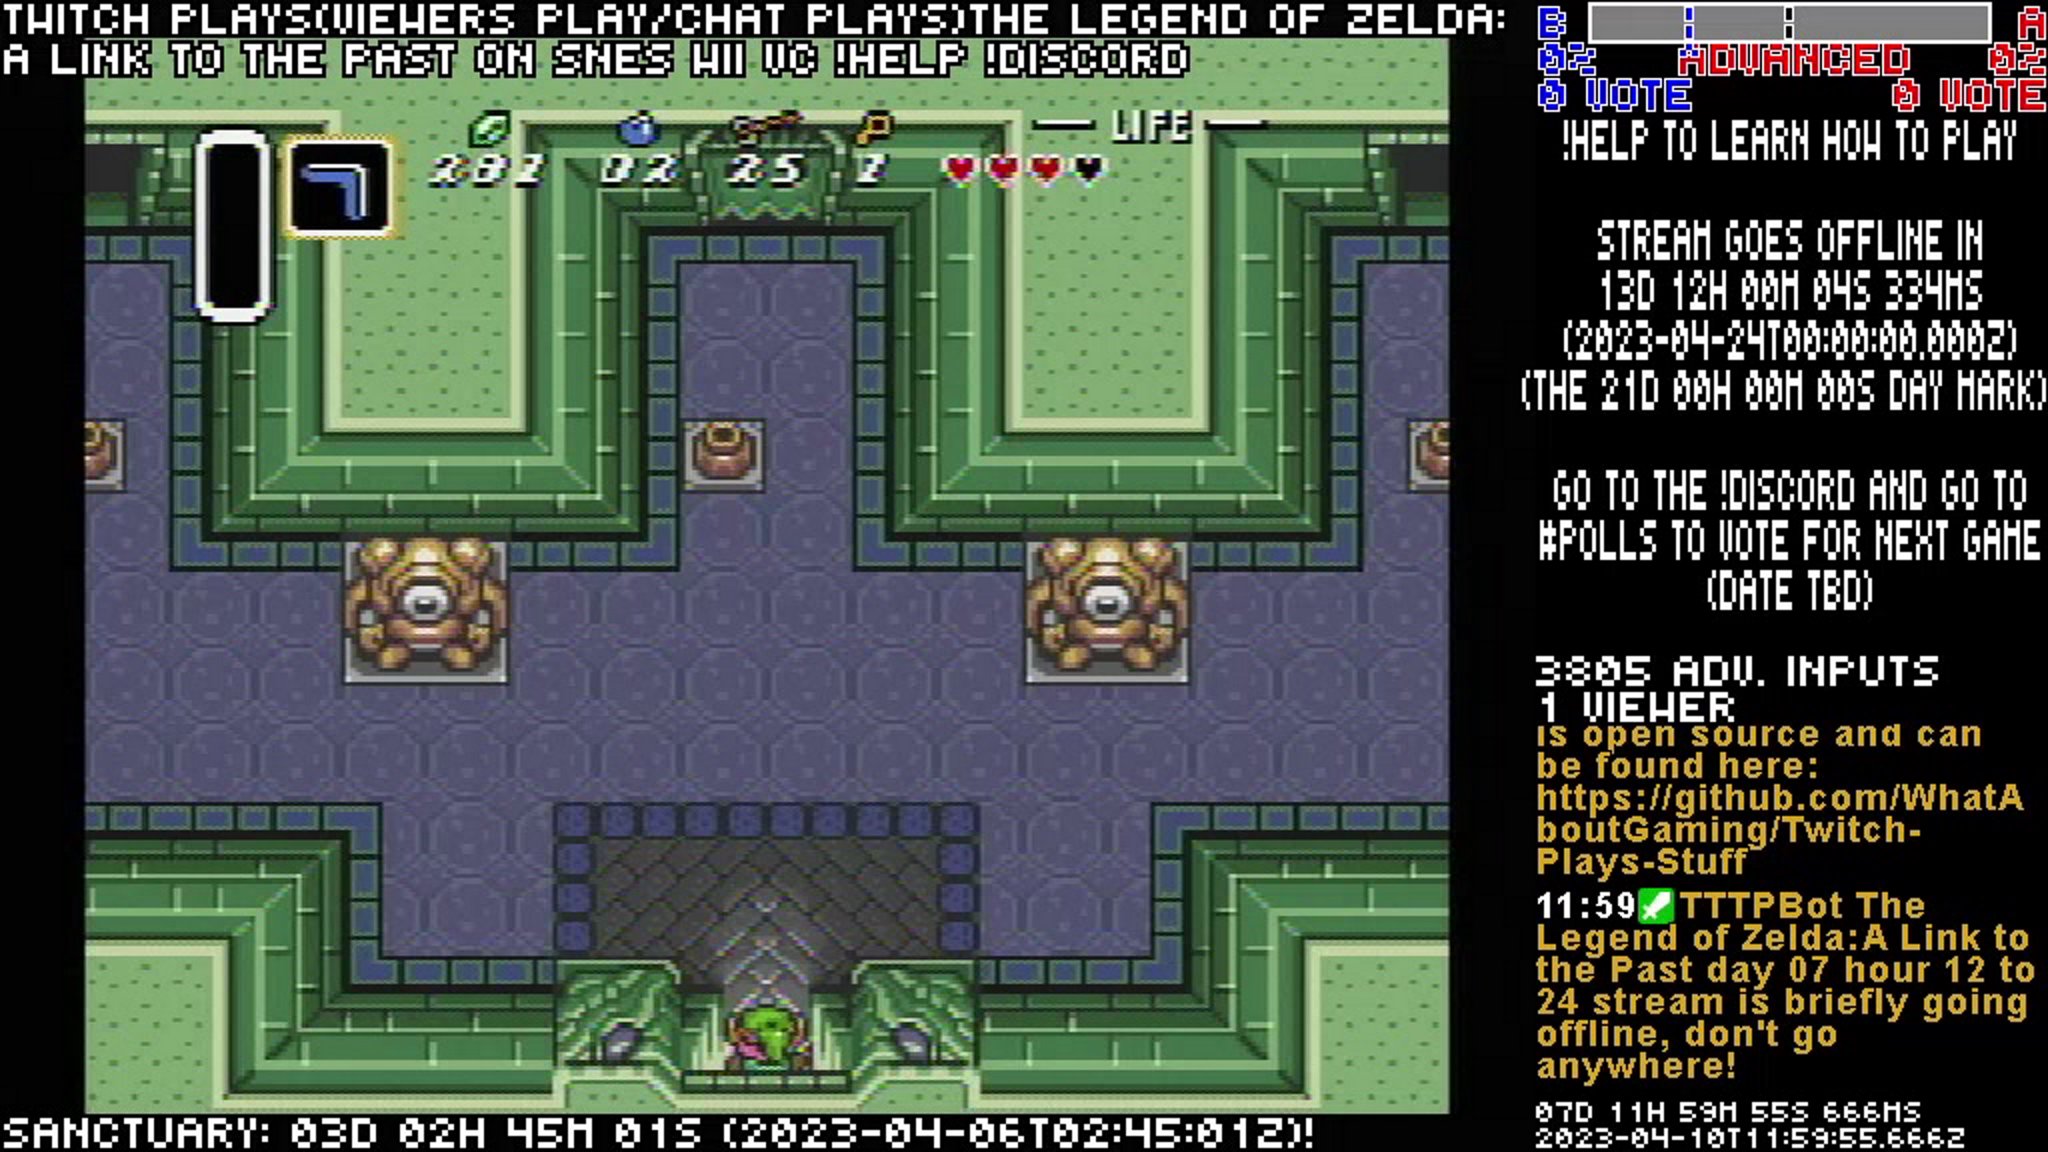 TWITCH PLAYS(VIEWERS PLAY/CHAT PLAYS)THE LEGEND OF ZELDA:
A LINK TO THE PAST ON SNES WII VC !HELP !DISCORD
B
A
0%
ADVANCED
0%
0 VOTE
0 VOTE
!HELP TO LEARN HOW TO PLAY
LIFE
201
02
25
1
STREAM GOES OFFLINE IN
13D 12H 00M 04S 334MS
(2023-04-24T00:00:00.000Z)
(THE 21D 00H 00M 00S DAY MARK)
GO TO THE !DISCORD AND GO TO
#POLLS TO VOTE FOR NEXT GAME
(DATE TBD)
3805 ADV. INPUTS
1 VIEWER
is open source and can
be found here:
https://github.com/WhatA
boutGaming/Twitch-
Plays-Stuff
11:59 TTTPBot The
Legend of Zelda:A Link to
the Past day 07 hour 12 to
24 stream is briefly going
offline, don't go
anywhere!
07D 11H 59M 55S 666MS
2023-04-10T11:59:55.666Z
SANCTUARY: 03D 02H 45M 01S (2023-04-06T02:45:01Z)!